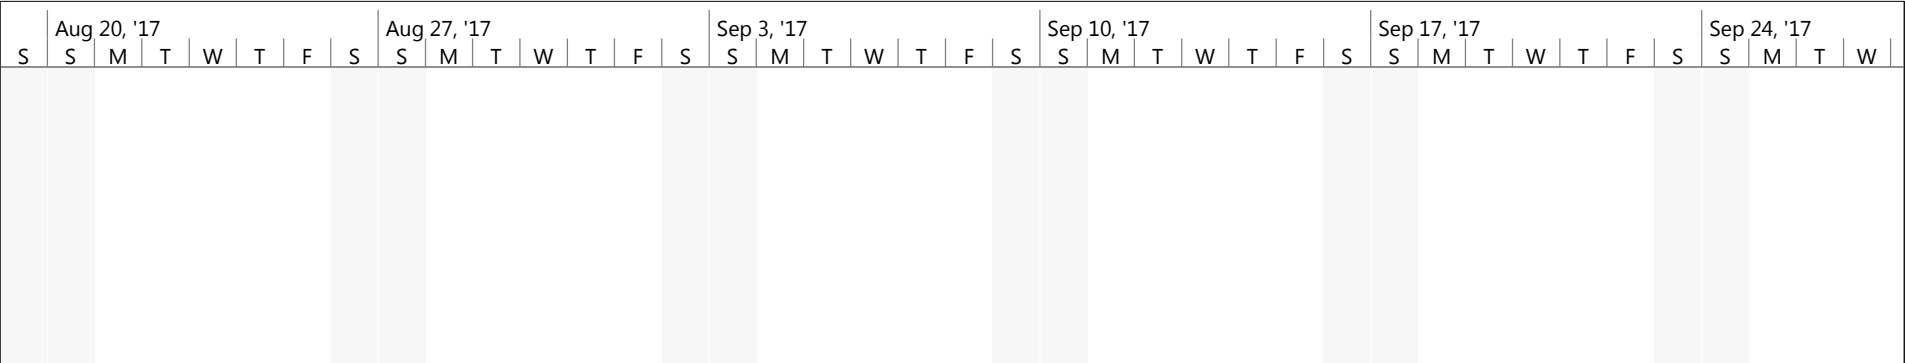 Aug 20, '17 Aug 27, '17 Sep 3, '17 Sep 10, '17 Sep 17, '17 Sep 24, '17
S S M T W T F S S M T W T F S S M T W T F S S M T W T F S S M T W T F S S M T W